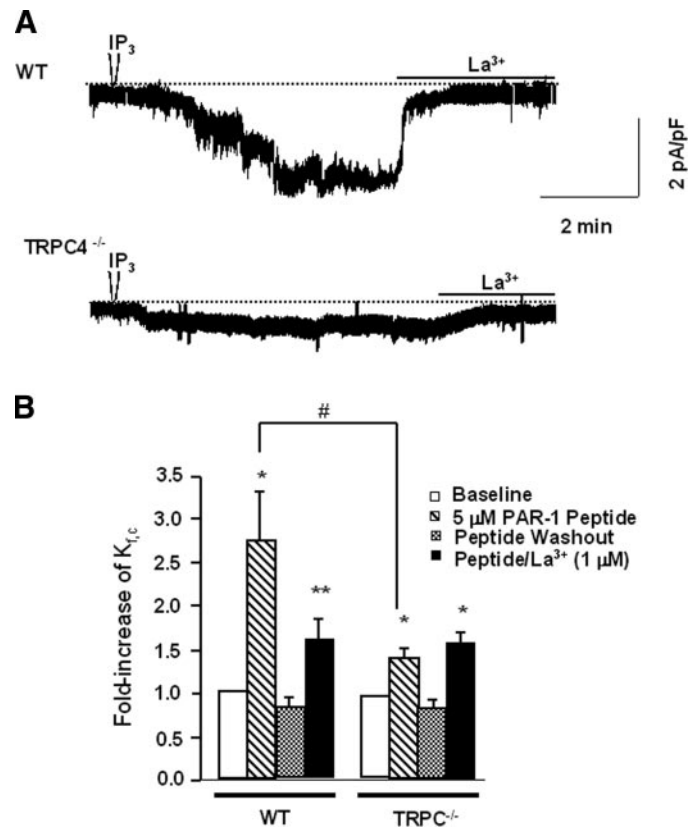 A
IP3
WT
La3+
2 pA/pF
2 min
TRPC4 -/-
IP3
La3+
B
#
Fold-increase of Kf,c
3.5
3.0
2.5
2.0
1.5
1.0
0.5
0.0
*
**
*
*
Baseline
5 µM PAR-1 Peptide
Peptide Washout
Peptide/La3+ (1 µM)
WT
TRPC-/-